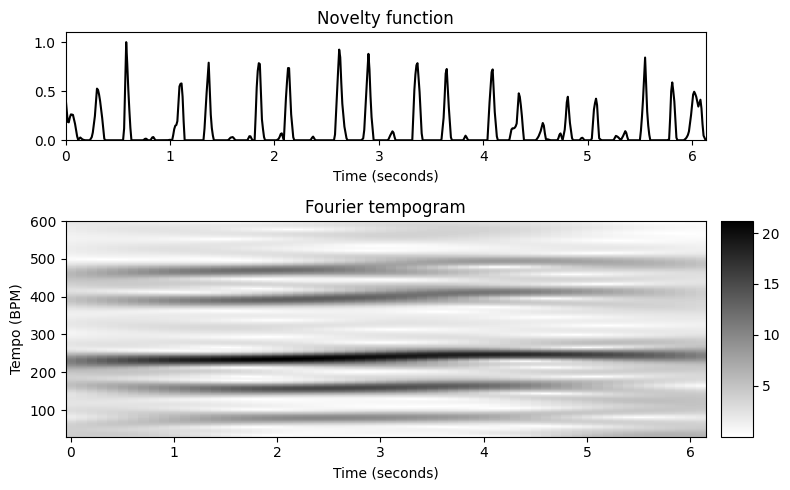 Novelty function
1.0
0.5
0.0
0 1 2 3 4 5 6
Time (seconds)
Fourier tempogram
600
500
400
300
200
100
Tempo (BPM)
0 1 2 3 4 5 6
Time (seconds)
20
15
10
5